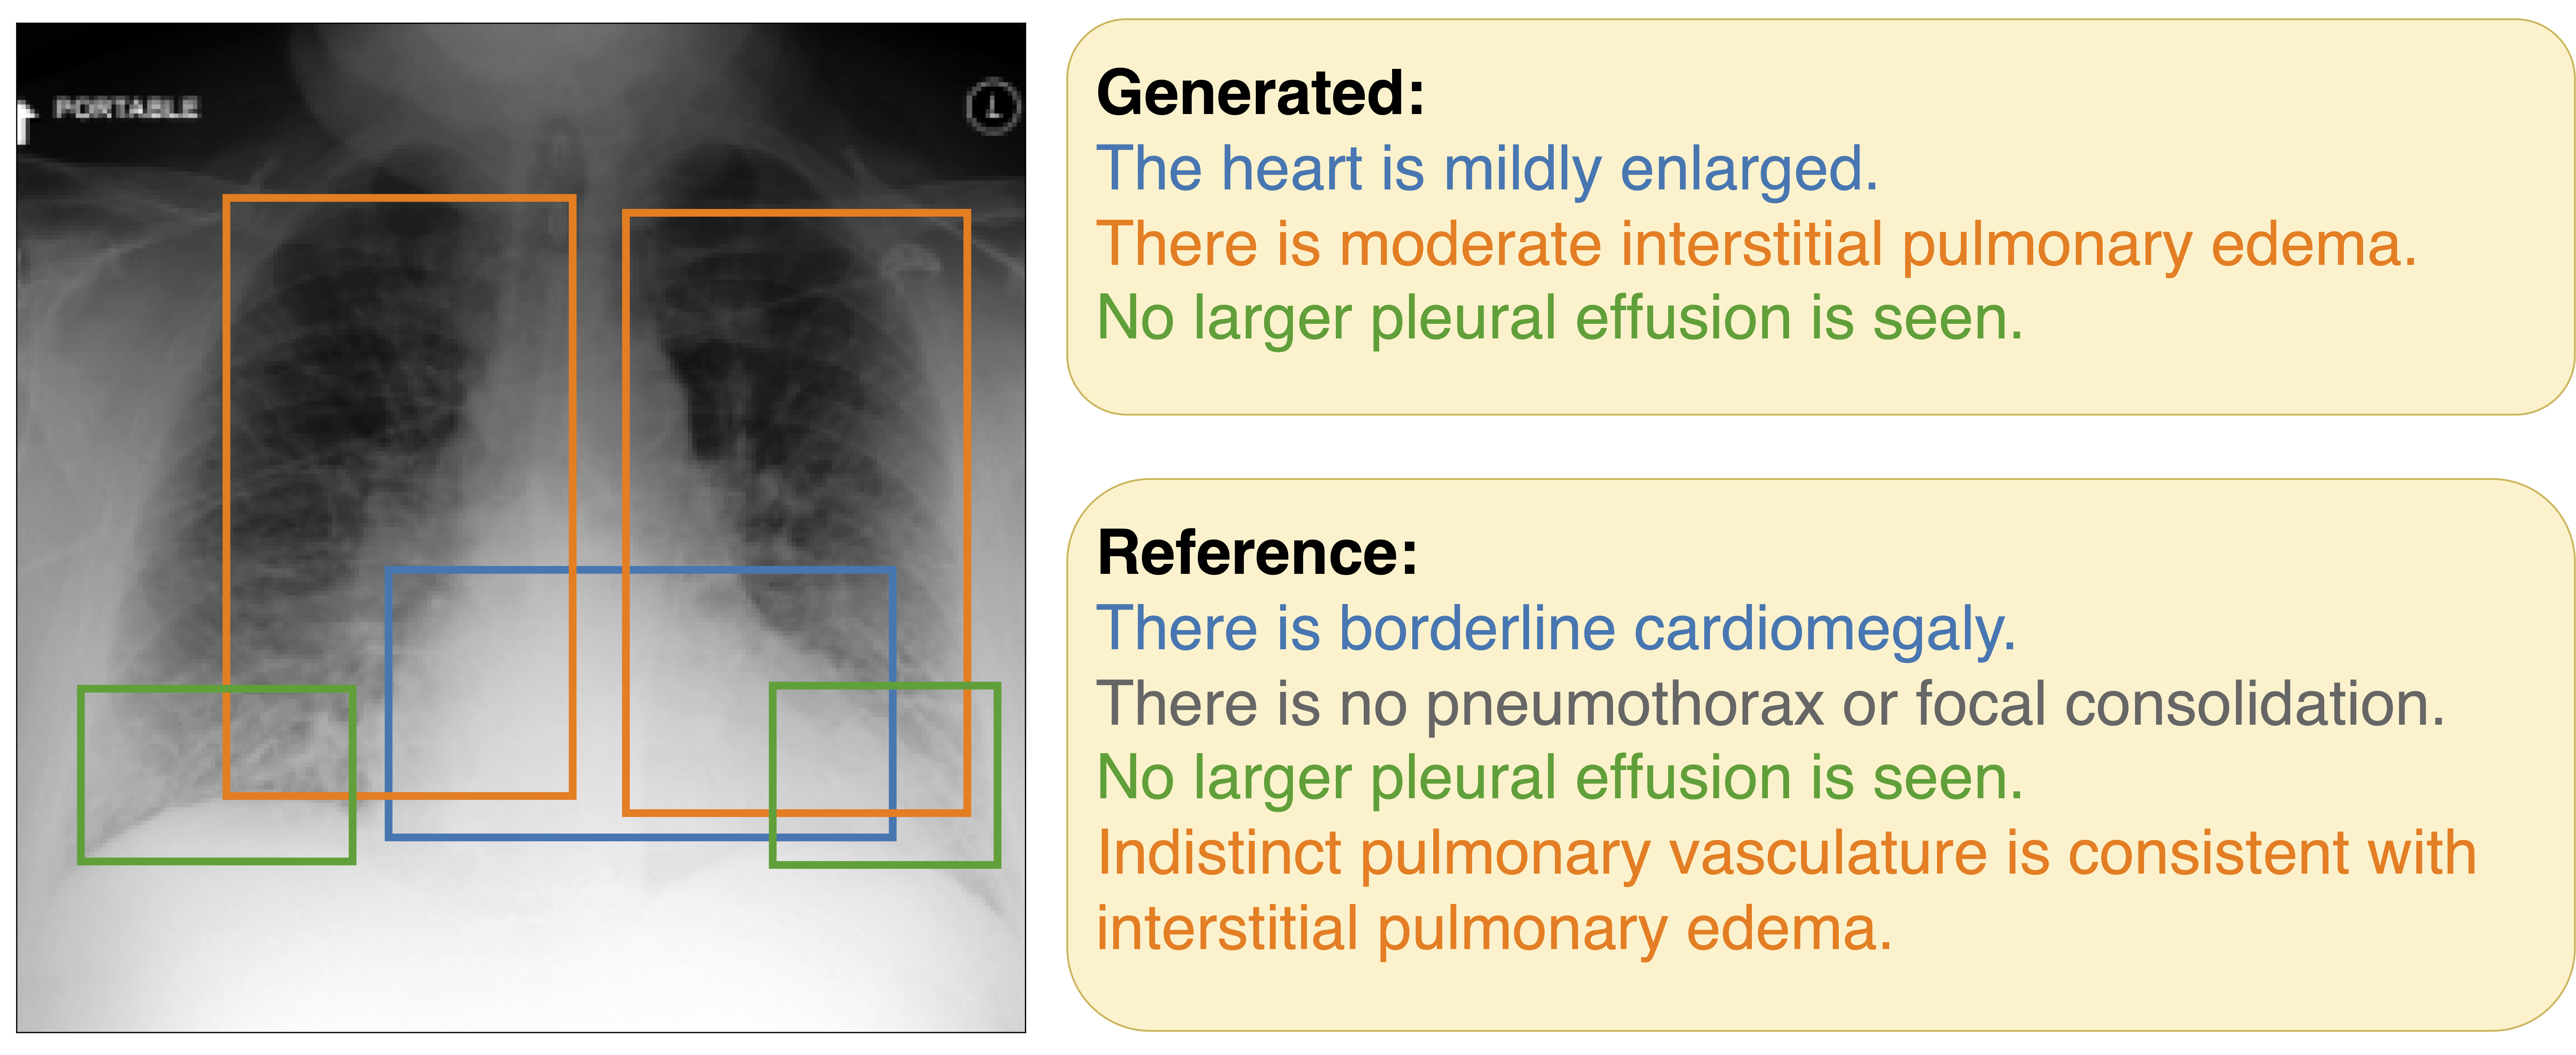 PORTABLE
L
Generated:
The heart is mildly enlarged.
There is moderate interstitial pulmonary edema.
No larger pleural effusion is seen.
Reference:
There is borderline cardiomegaly.
There is no pneumothorax or focal consolidation.
No larger pleural effusion is seen.
Indistinct pulmonary vasculature is consistent with
interstitial pulmonary edema.